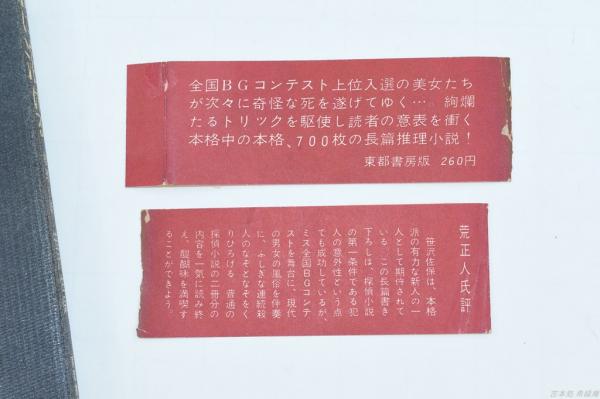 全国BGコンテスト上位入選の美女たち
が次々に奇怪な死を遂げてゆく…絢爛
たるトリックを駆使し読者の意表を衝く
本格中の本格、700枚の長篇推理小説!
東都書房版 260円
荒正人氏評
笹沢佐保は、本格
派の有力な新人の一
人として期待されて
いる。この長篇書き
下ろしは、探偵小説
の第一条件である犯
人の意外性という点
ても成功しているが、
ミス全国BGコンテ
ストを舞台に、現代
の男女の風俗を伴奏
に、ふしぎな連続殺
人のなぞとなぞをく
りひろげる 普通の
探偵小説の二冊分の
内容を一気に読み終
え、醍醐味を満喫す
ることができよう。
古本処 恭緑庵